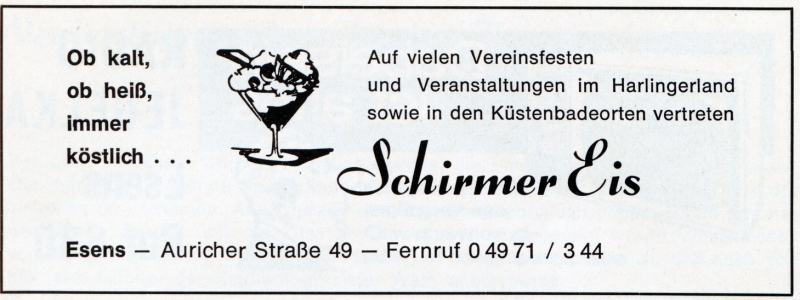 Ob kalt,
ob heiß,
immer
köstlich . . .
Auf vielen Vereinsfesten
und Veranstaltungen im Harlingerland
sowie in den Küstenbadeorten vertreten
Schirmer Eis
Esens — Auricher Straße 49 — Fernruf 0 49 71 / 3 44